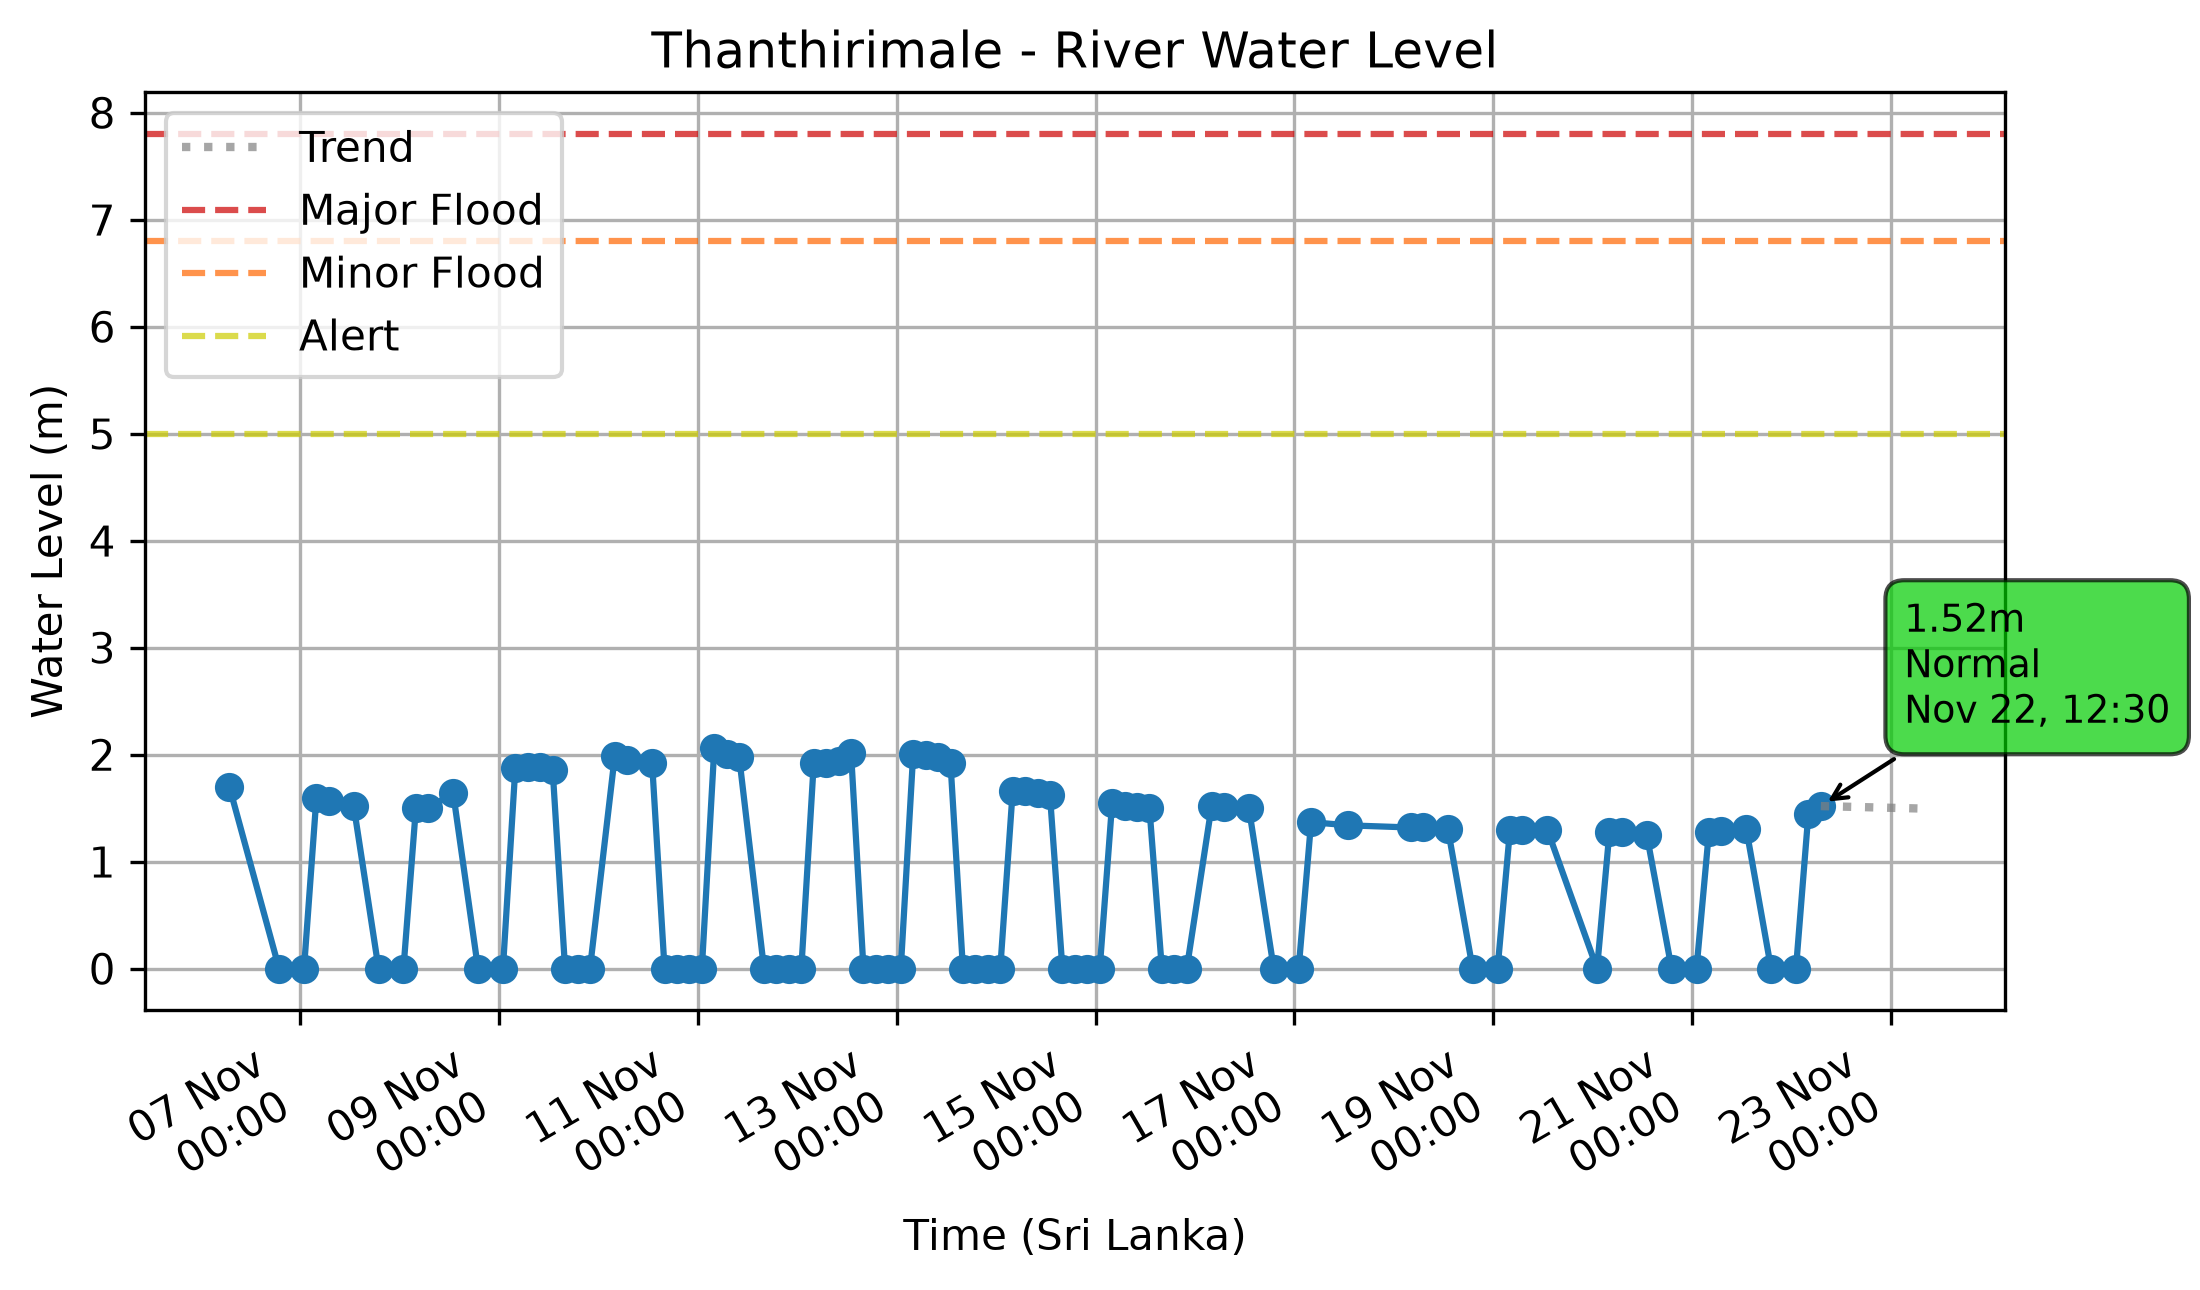 Thanthirimale - River Water Level
8
7
6
5
4
3
2
1
0
Water Level (m)
Trend
Major Flood
Minor Flood
Alert
1.52m
Normal
Nov 22, 12:30
07 Nov
00:00
09 Nov
00:00
11 Nov
00:00
13 Nov
00:00
15 Nov
00:00
17 Nov
00:00
19 Nov
00:00
21 Nov
00:00
23 Nov
00:00
Time (Sri Lanka)